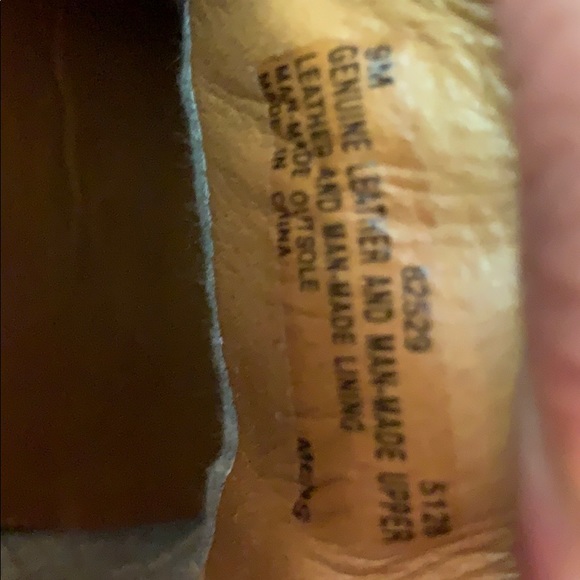 9M 82529 5128
GENUINE LEATHER AND MAN-MADE UPPER
LEATHER AND MAN-MADE LINING
MAN-MADE OUTSOLE
MADE IN CHINA